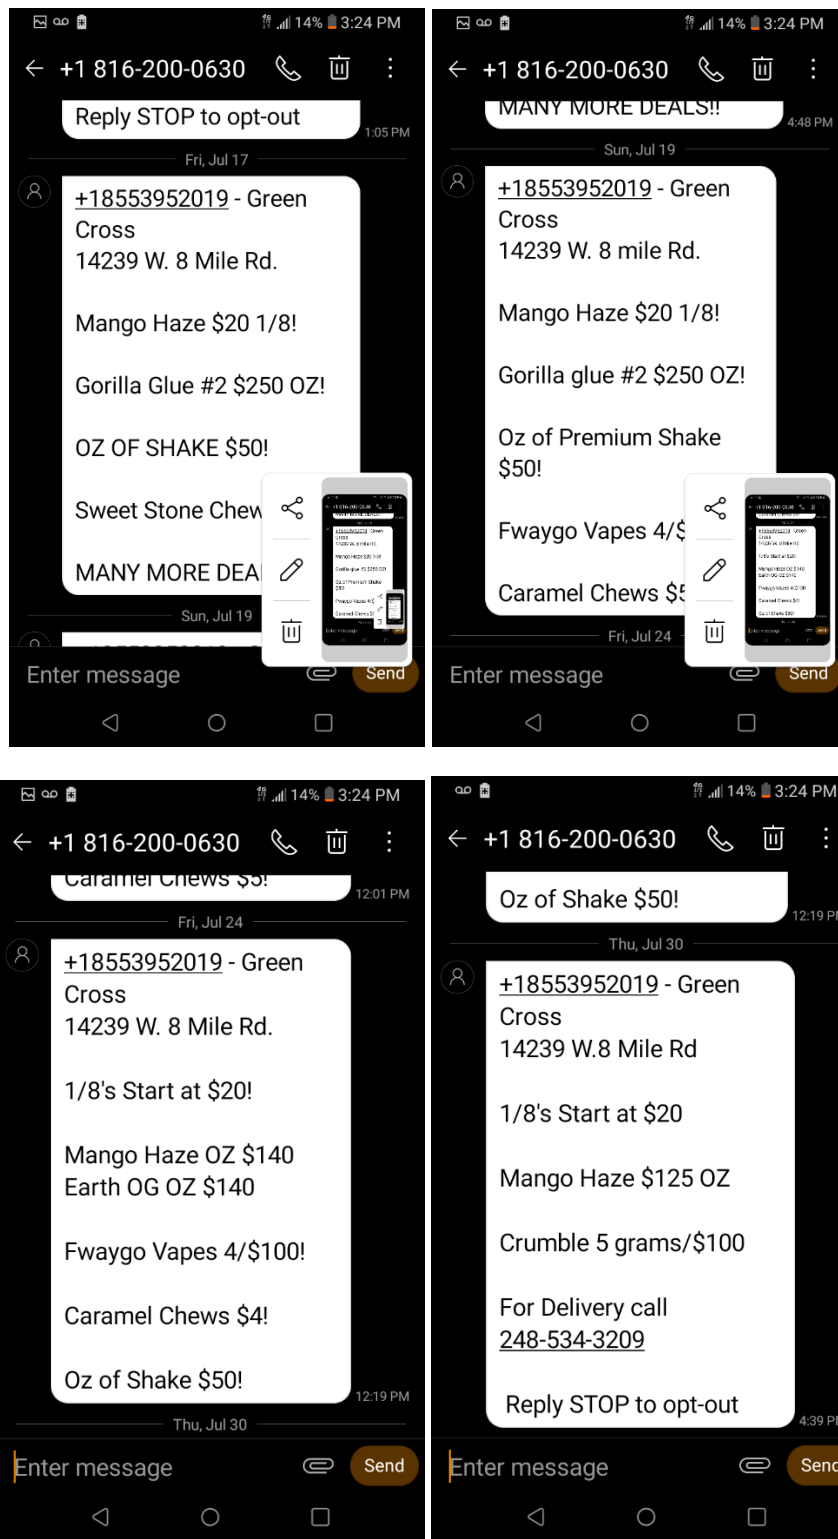 14% 3:24 PM
+1 816-200-0630
Reply STOP to opt-out
1:05 PM
Fri, Jul 17
+18553952019 - Green
Cross
14239 W. 8 Mile Rd.
Mango Haze $20 1/8!
Gorilla Glue #2 $250 OZ!
OZ OF SHAKE $50!
Sweet Stone Chew
MANY MORE DEA
Sun, Jul 19
Enter message
Send
14% 3:24 PM
+1 816-200-0630
MANY MORE DEALS!!
4:48 PM
Sun, Jul 19
+18553952019 - Green
Cross
14239 W. 8 mile Rd.
Mango Haze $20 1/8!
Gorilla glue #2 $250 OZ!
Oz of Premium Shake
$50!
Fwaygo Vapes 4/$
Caramel Chews $5
Fri, Jul 24
Enter message
Send
14% 3:24 PM
+1 816-200-0630
Caramel Chews $5!
12:01 PM
Fri, Jul 24
+18553952019 - Green
Cross
14239 W. 8 Mile Rd.
1/8's Start at $20!
Mango Haze OZ $140
Earth OG OZ $140
Fwaygo Vapes 4/$100!
Caramel Chews $4!
Oz of Shake $50!
12:19 PM
Thu, Jul 30
Enter message
Send
14% 3:24 PM
+1 816-200-0630
Oz of Shake $50!
12:19 PM
Thu, Jul 30
+18553952019 - Green
Cross
14239 W.8 Mile Rd
1/8's Start at $20
Mango Haze $125 OZ
Crumble 5 grams/$100
For Delivery call
248-534-3209
Reply STOP to opt-out
4:39 PM
Enter message
Send